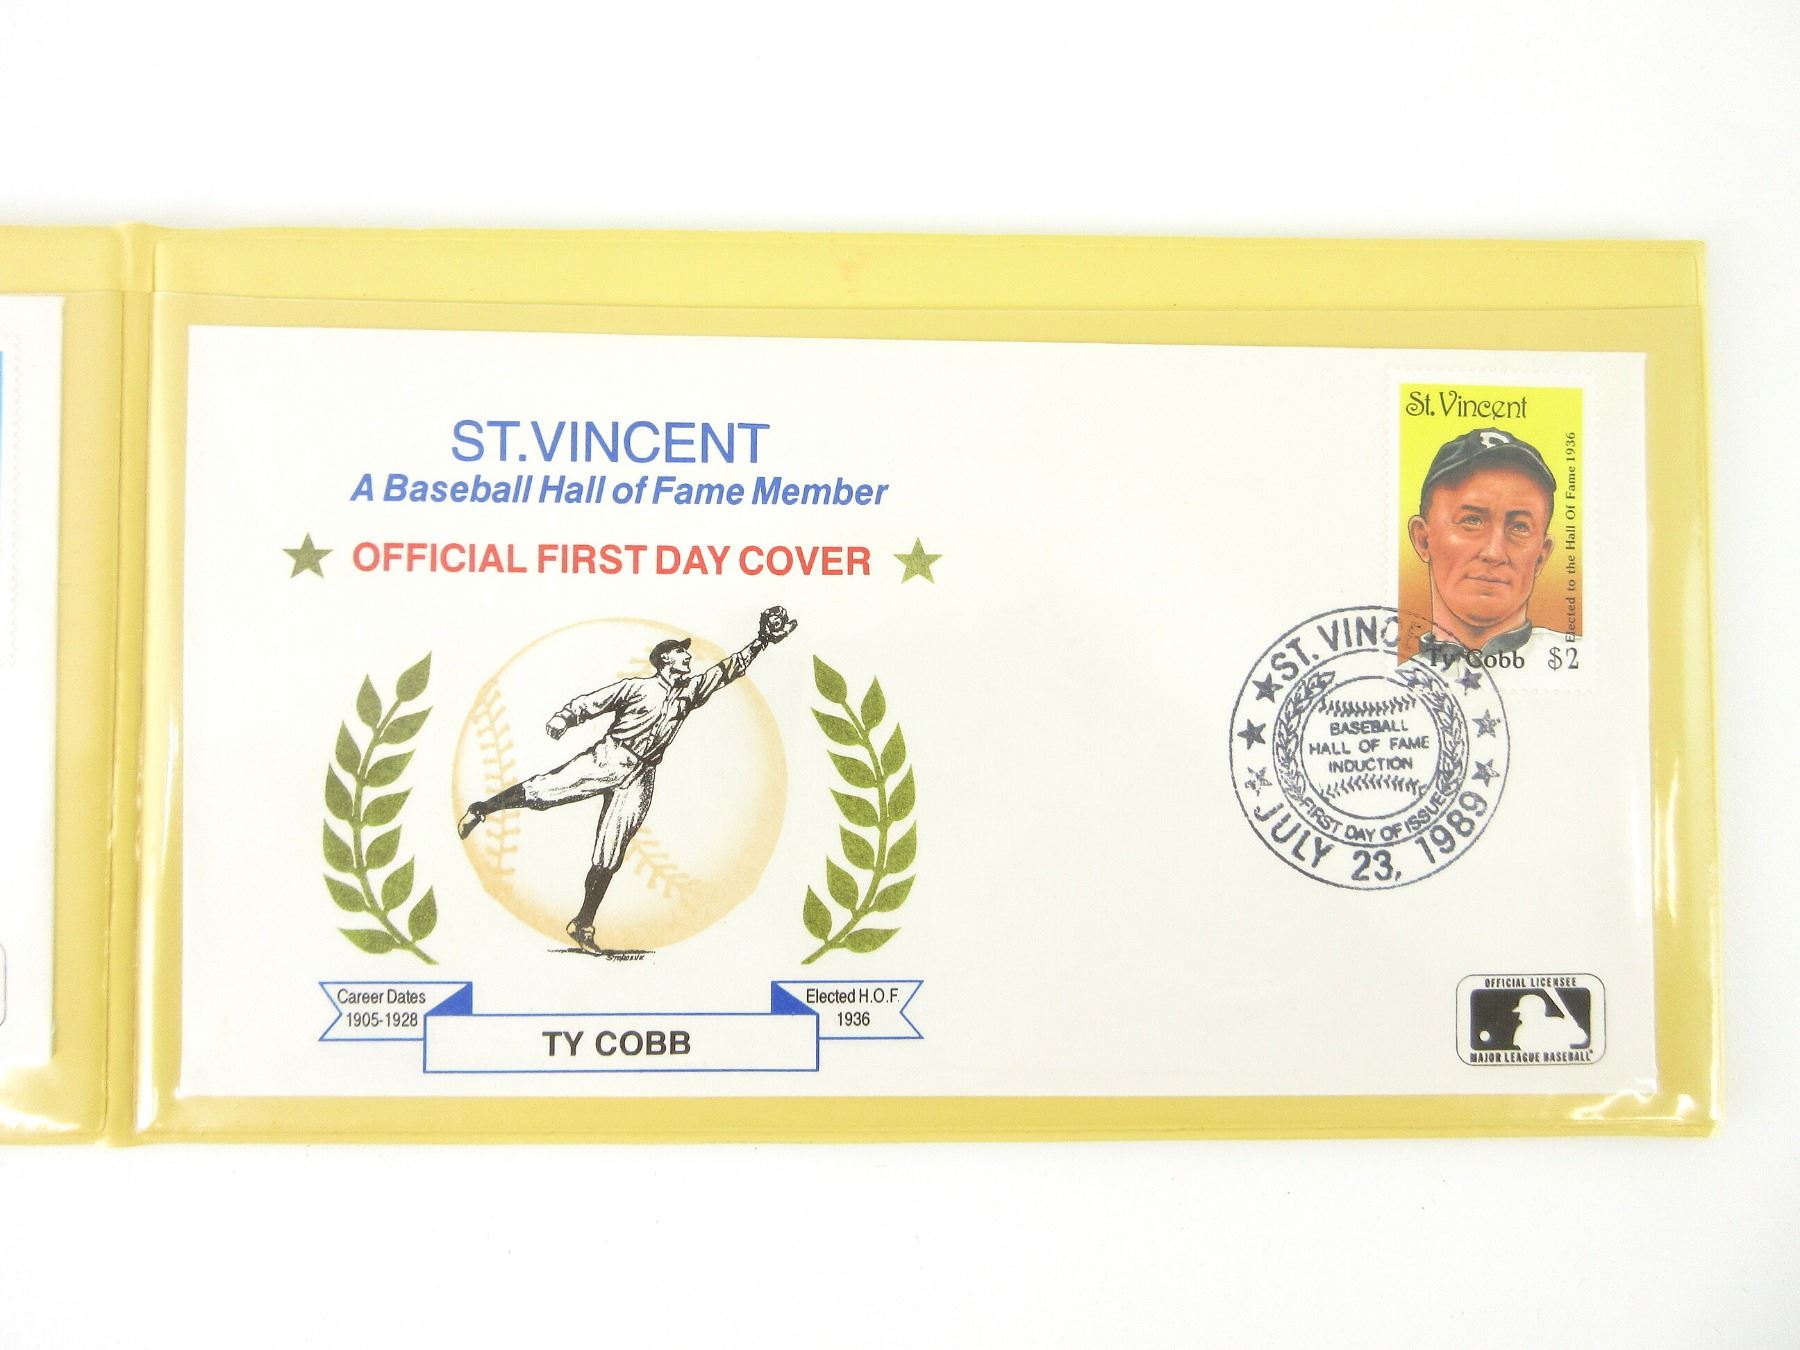 ST.VINCENT
A Baseball Hall of Fame Member
OFFICIAL FIRST DAY COVER
Career Dates
1905-1928
TY COBB
Elected H.O.F.
1936
St. Vincent
Elected to the Hall Of Fame 1936
Ty Cobb $2
ST. VINC
BASEBALL
HALL OF FAME
INDUCTION
FIRST DAY OF ISSUE
JULY 23, 1989
OFFICIAL LICENSEE
MAJOR LEAGUE BASEBALL